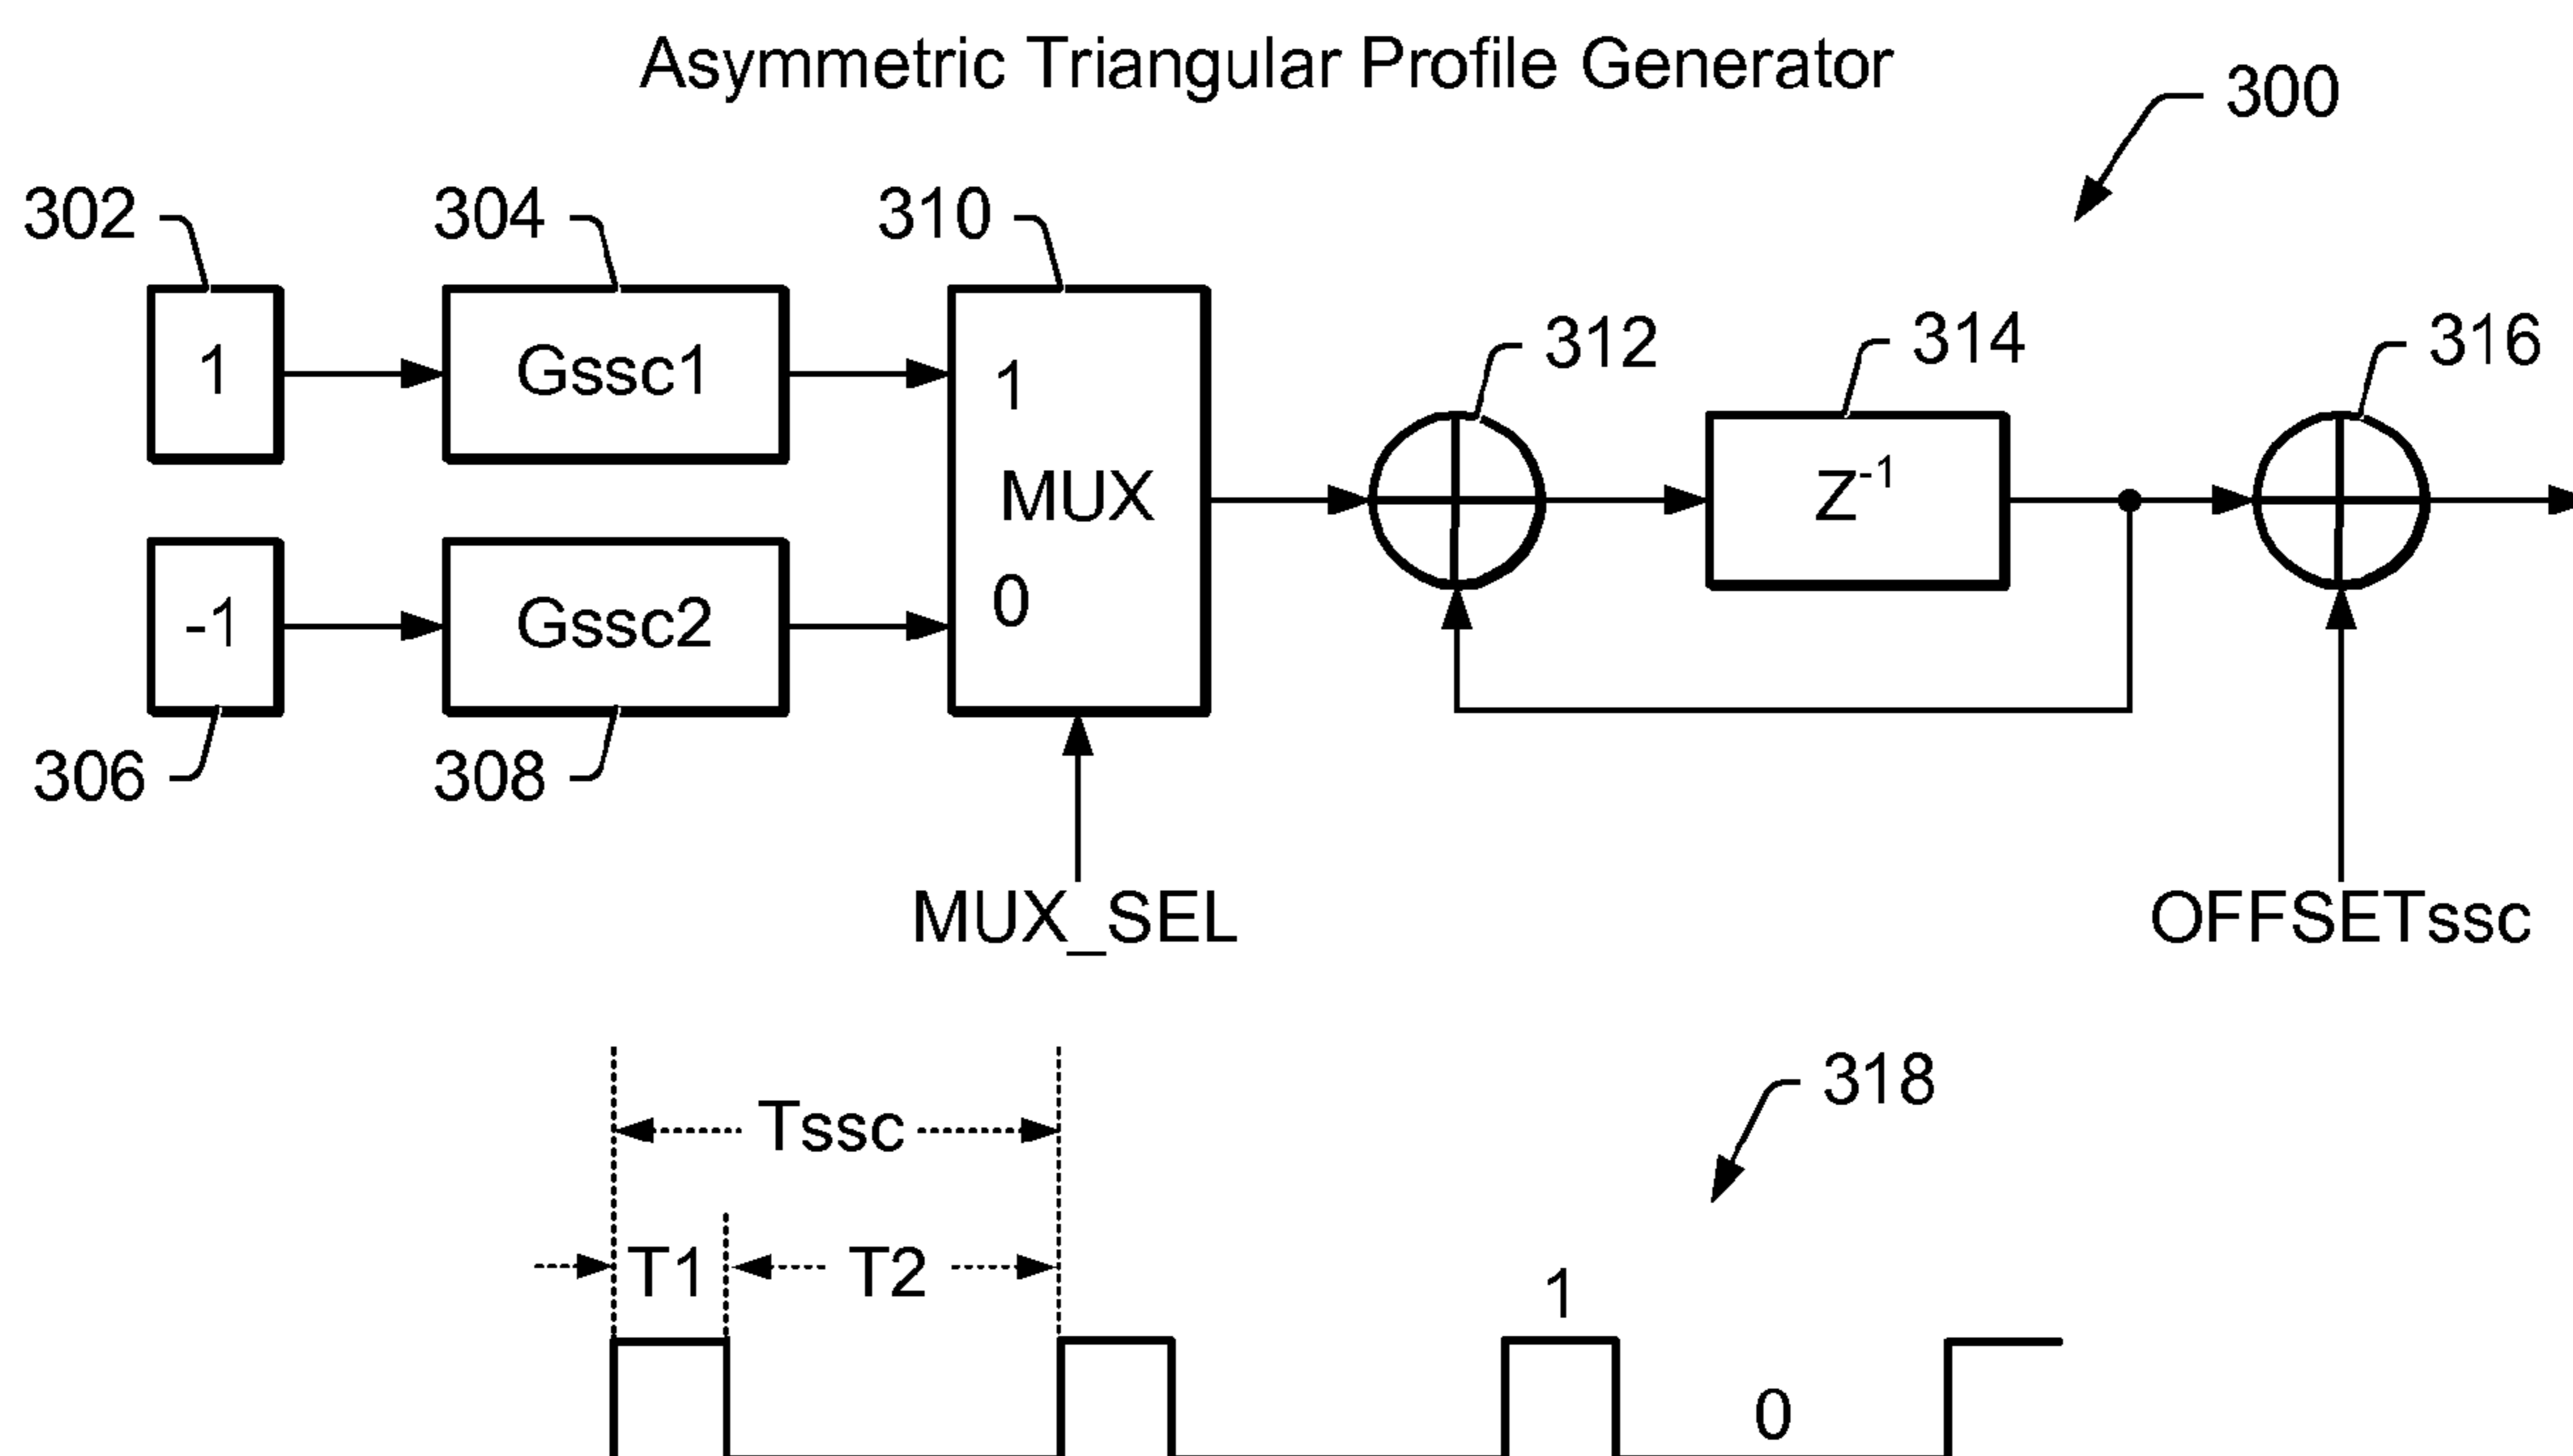 Asymmetric Triangular Profile Generator
300
302
304
310
1
Gssc1
1
MUX
0
312
314
316
Z-1
-1
Gssc2
306
308
MUX_SEL
OFFSETssc
318
Tssc
T1
T2
1
0